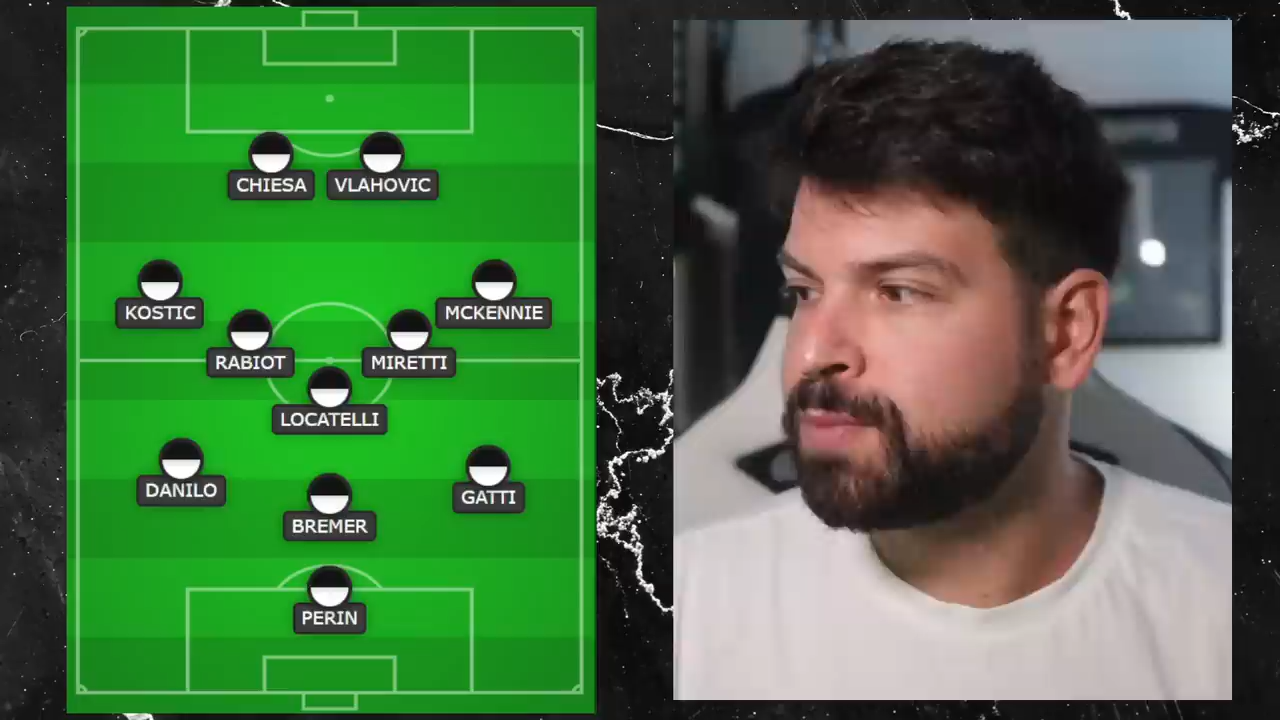 CHIESA
VLAHOVIC
KOSTIC
MCKENNIE
RABIOT
MIRETTI
LOCATELLI
DANILO
GATTI
BREMER
PERIN